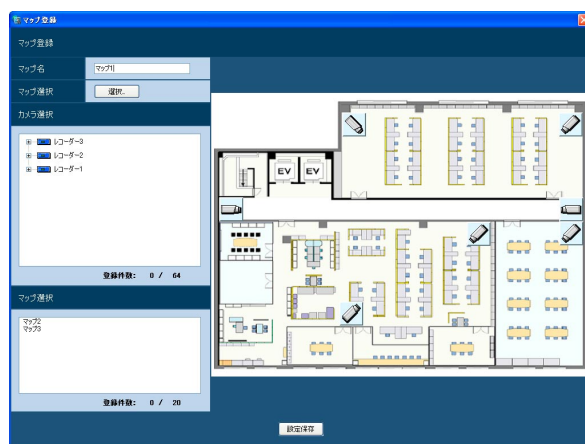 マップ登録
マップ登録
マップ名
マップ1
マップ選択
選択..
カメラ選択
レコーダー3
レコーダー2
レコーダー1
登録件数: 0 / 64
マップ選択
マップ2
マップ3
登録件数: 0 / 20
EV EV
設定保存